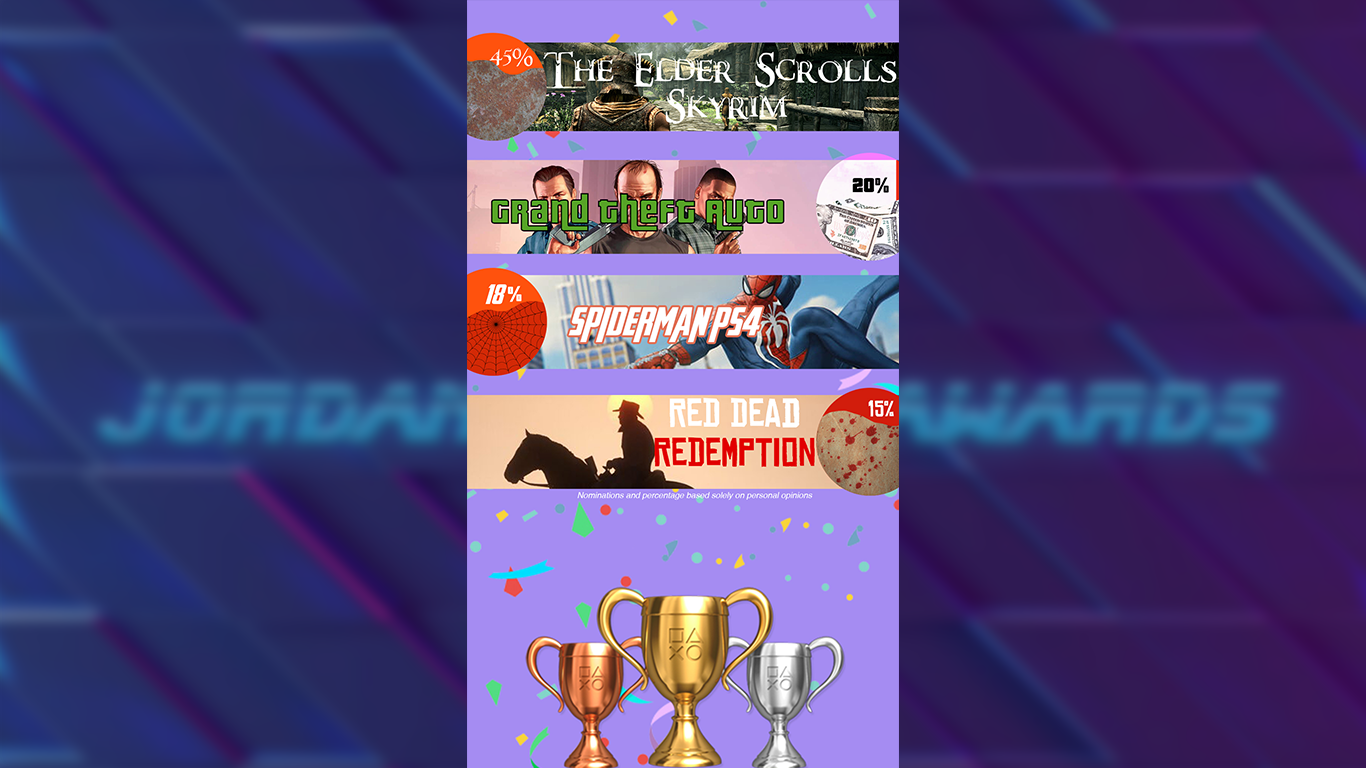 45%
The Elder Scrolls
Skyrim
20%
Grand Theft Auto
18%
SPIDERMAN PS4
15%
RED DEAD
REDEMPTION
Nominations and percentage based solely on personal opinions
JORDAN
AWARDS